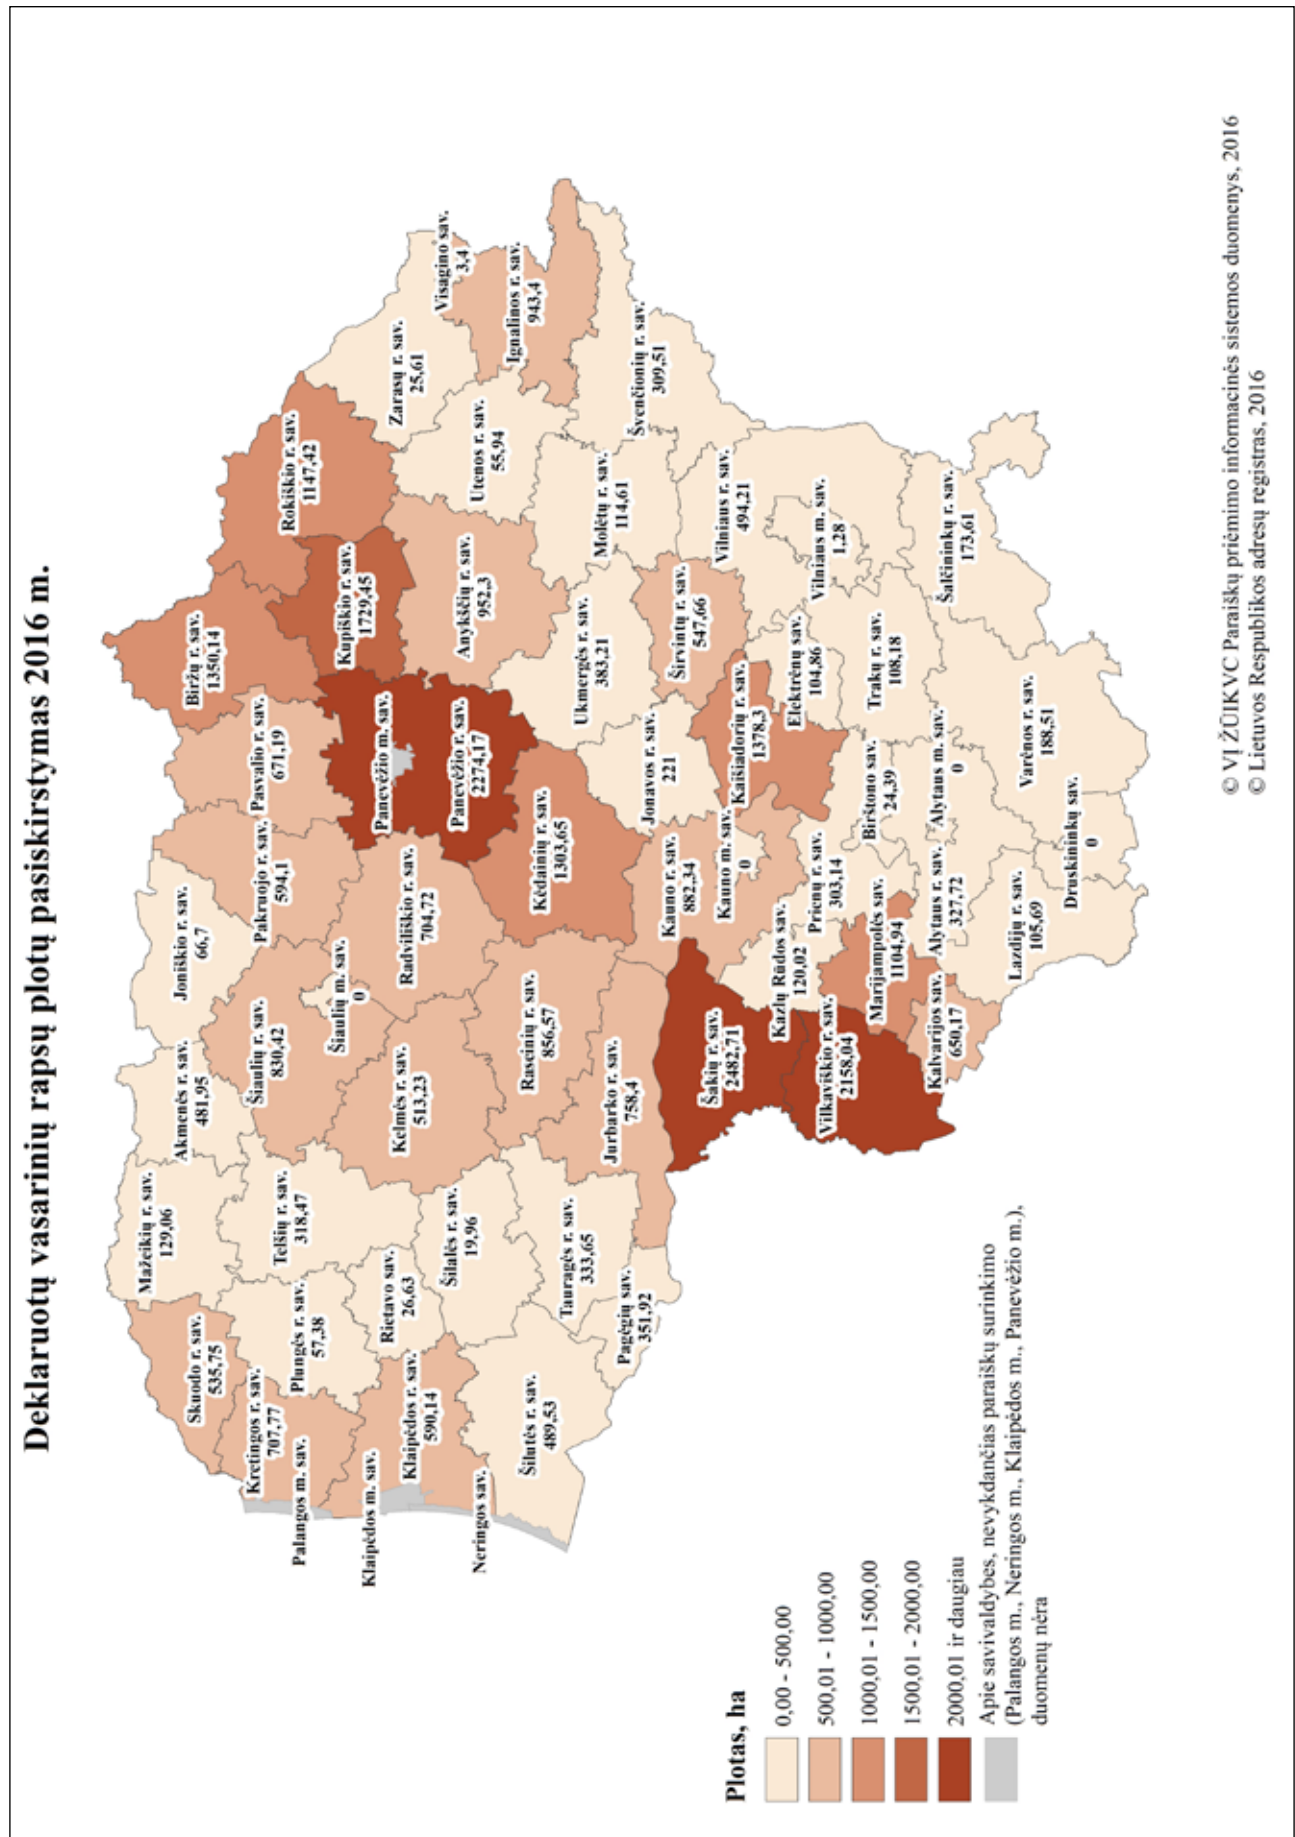 Deklaruotų vasarinių rapsų plotų pasiskirstymas 2016 m.
Skuodo r. sav.
535,75
Mažeikių r. sav.
129,06
Akmenės r. sav.
481,95
Joniškio r. sav.
66,7
Pakruojo r. sav.
594,1
Pasvalio r. sav.
671,19
Biržų r. sav.
1350,14
Rokiškio r. sav.
1147,42
Kretingos r. sav.
707,77
Palangos m. sav.
Plungės r. sav.
57,38
Telšių r. sav.
318,47
Šiaulių r. sav.
830,42
Šiaulių m. sav.
0
Radviliškio r. sav.
704,72
Panevėžio m. sav.
Panevėžio r. sav.
2274,17
Kupiškio r. sav.
1729,45
Zarasų r. sav.
25,61
Visagino sav.
3,4
Ignalinos r. sav.
943,4
Utenos r. sav.
55,94
Anykščių r. sav.
952,3
Klaipėdos m. sav.
Klaipėdos r. sav.
590,14
Rietavo sav.
26,63
Šilalės r. sav.
19,96
Kelmės r. sav.
513,23
Neringos sav.
Šilutės r. sav.
489,53
Tauragės r. sav.
333,65
Pagėgių sav.
351,92
Jurbarko r. sav.
758,4
Raseinių r. sav.
856,57
Kėdainių r. sav.
1303,65
Ukmergės r. sav.
383,21
Molėtų r. sav.
114,61
Švenčionių r. sav.
309,51
Jonavos r. sav.
221
Širvintų r. sav.
547,66
Vilniaus r. sav.
494,21
Vilniaus m. sav.
1,28
Kauno r. sav.
882,34
Kauno m. sav.
0
Kaišiadorių r. sav.
1378,3
Elektrėnų sav.
104,86
Trakų r. sav.
108,18
Šakių r. sav.
2482,71
Kazlų Rūdos sav.
120,02
Prienų r. sav.
303,14
Birštono sav.
24,39
Vilkaviškio r. sav.
2158,04
Marijampolės sav.
1104,94
Kalvarijos sav.
650,17
Alytaus r. sav.
327,72
Alytaus m. sav.
0
Šalčininkų r. sav.
173,61
Lazdijų r. sav.
105,69
Varėnos r. sav.
188,51
Druskininkų sav.
0
Plotas, ha
0,00 - 500,00
500,01 - 1000,00
1000,01 - 1500,00
1500,01 - 2000,00
2000,01 ir daugiau
Apie savivaldybes, nevykdančias paraiškų surinkimo
(Palangos m., Neringos m., Klaipėdos m., Panevėžio m.),
duomenų nėra
© VĮ ŽŪIKVC Paraiškų priėmimo informacinės sistemos duomenys, 2016
© Lietuvos Respublikos adresų registras, 2016